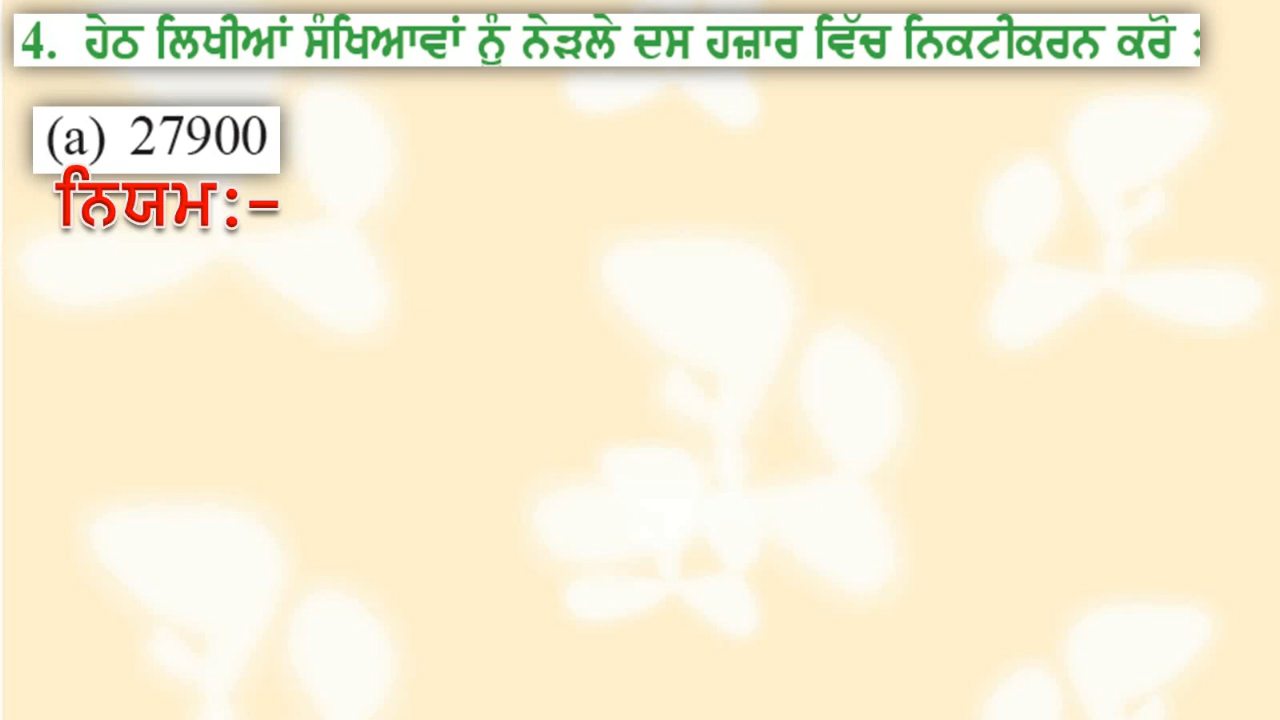 4. ਹੇਠ ਲਿਖੀਆਂ ਸੰਖਿਆਵਾਂ ਨੂੰ ਨੇੜਲੇ ਦਸ ਹਜ਼ਾਰ ਵਿੱਚ ਨਿਕਟੀਕਰਨ ਕਰੋ :
(a) 27900
ਨਿਯਮ:-